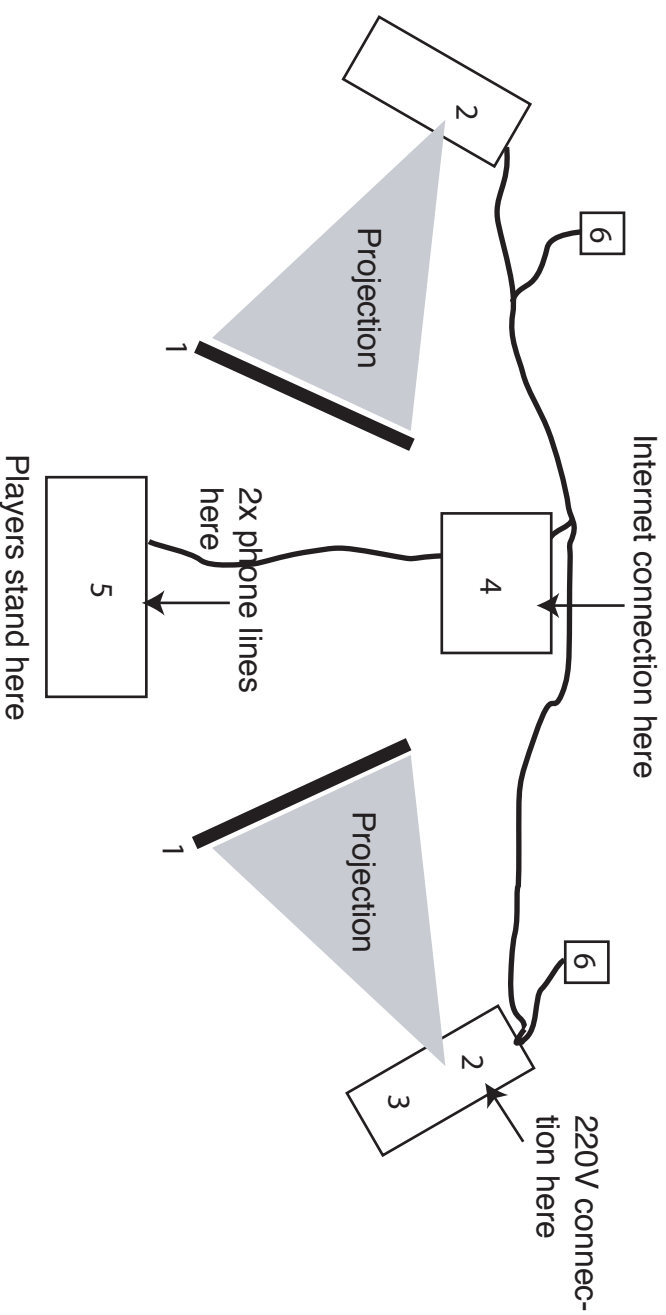 Internet connection here
6
6
220V connec-
tion here
4
2
2
3
Projection
Projection
2x phone lines
here
1
1
5
Players stand here